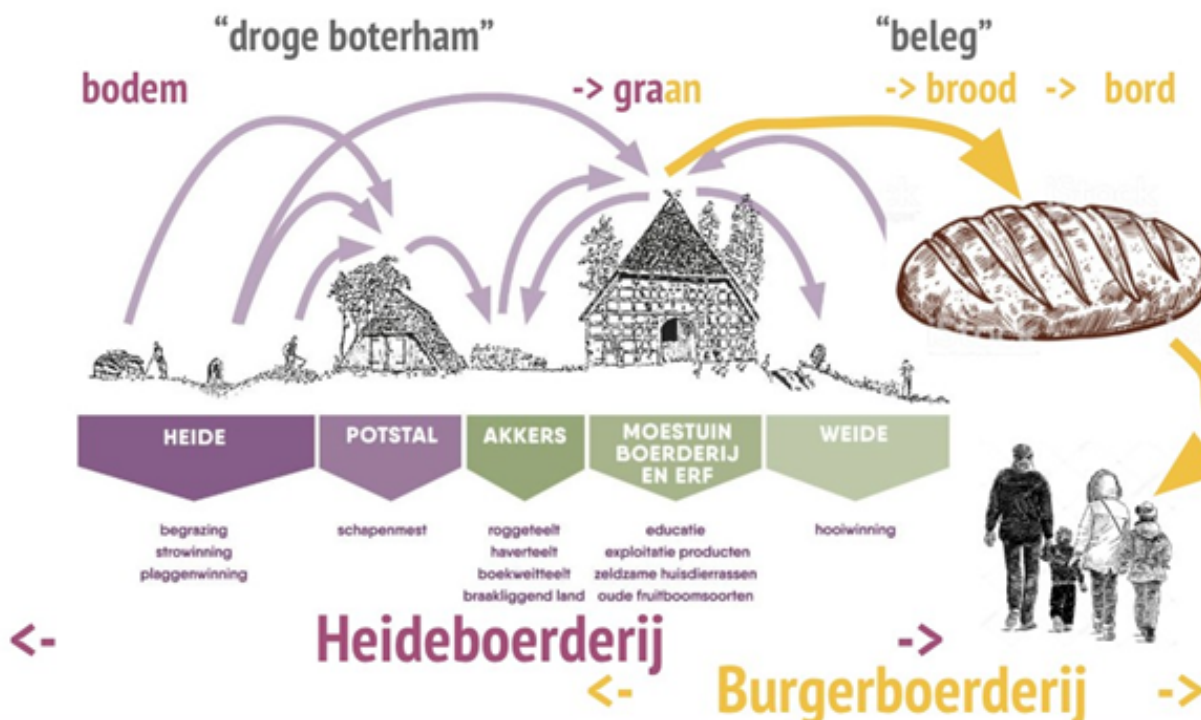 “droge boterham”
“beleg”
bodem
-> graan
-> brood -> bord
HEIDE
POTSTAL
AKKERS
MOESTUIN
BOERDERIJ
EN ERF
WEIDE
begrazing
strowinning
plaggenwinning
schapenmest
roggeteelt
haverteelt
boekweitteelt
braakliggend land
educatie
exploitatie producten
zeldzame huisdierrassen
oude fruitboomsoorten
hooiwinning
<- Heideboerderij ->
<- Burgerboerderij ->